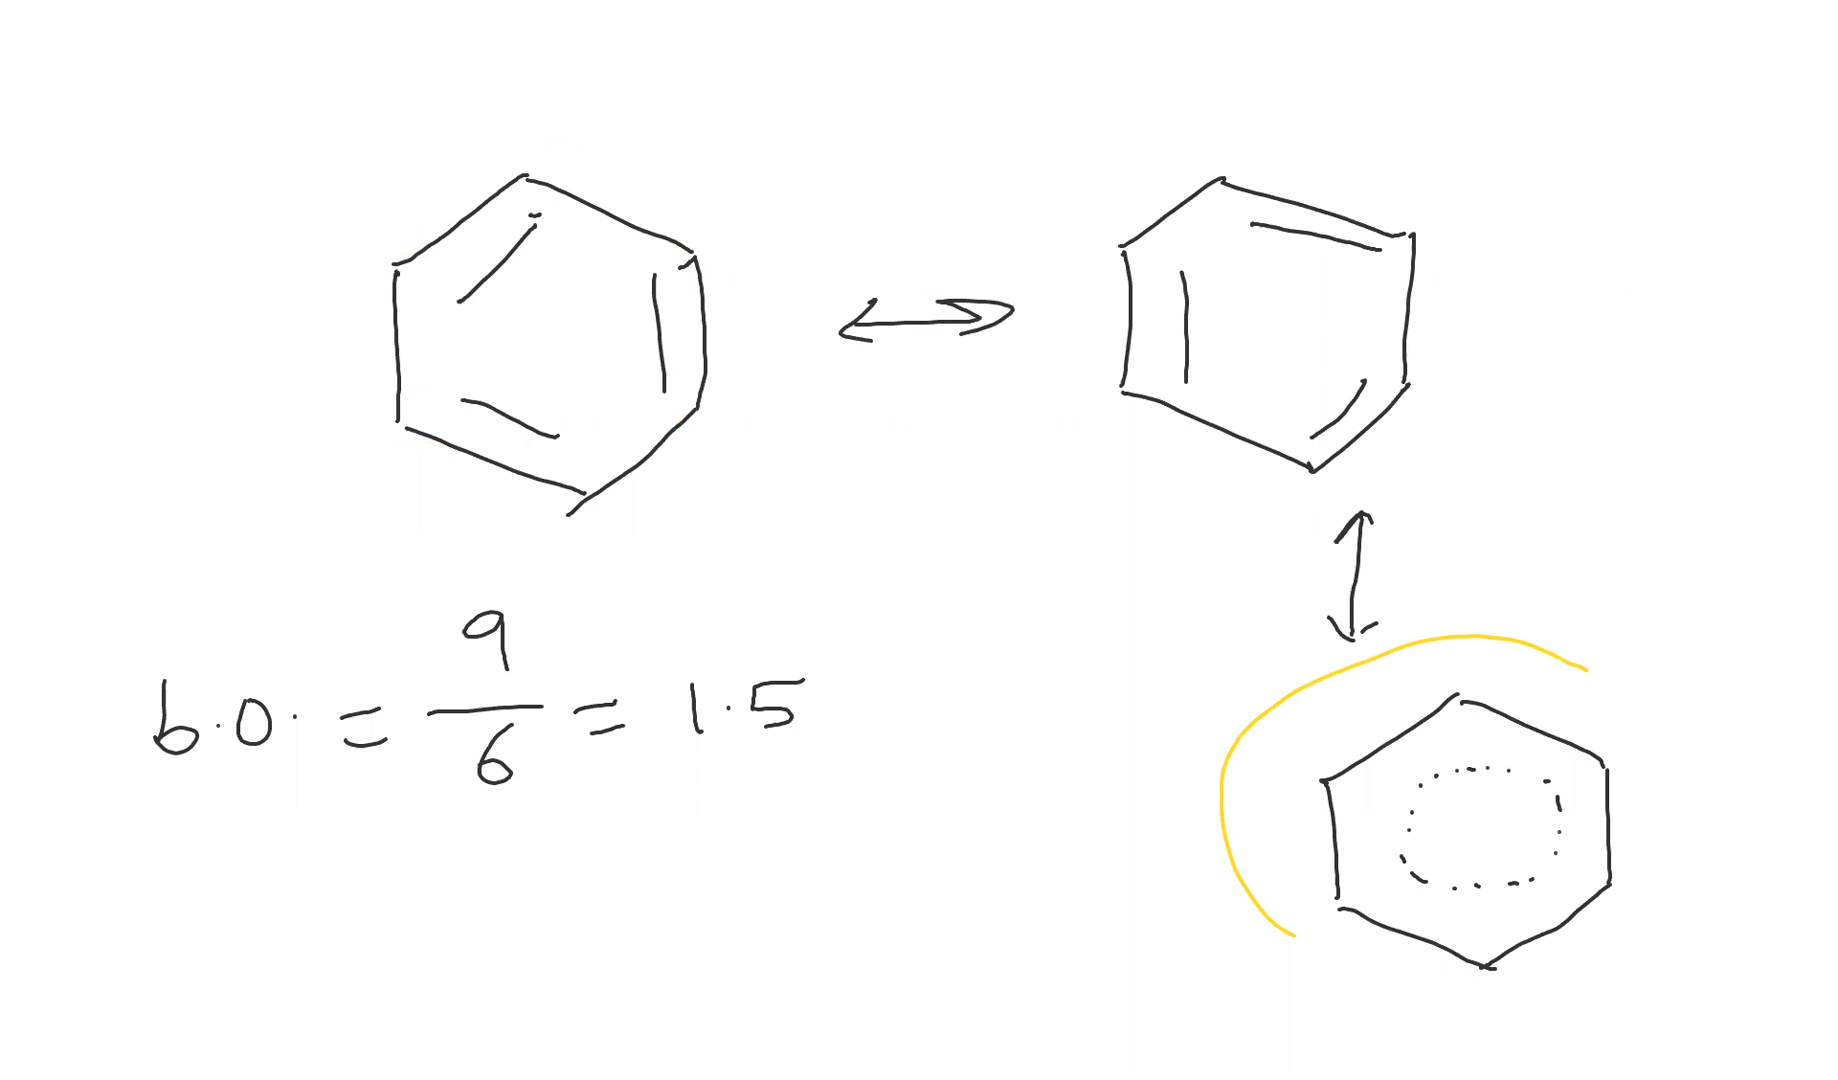 b.o. = 9/6 = 1.5